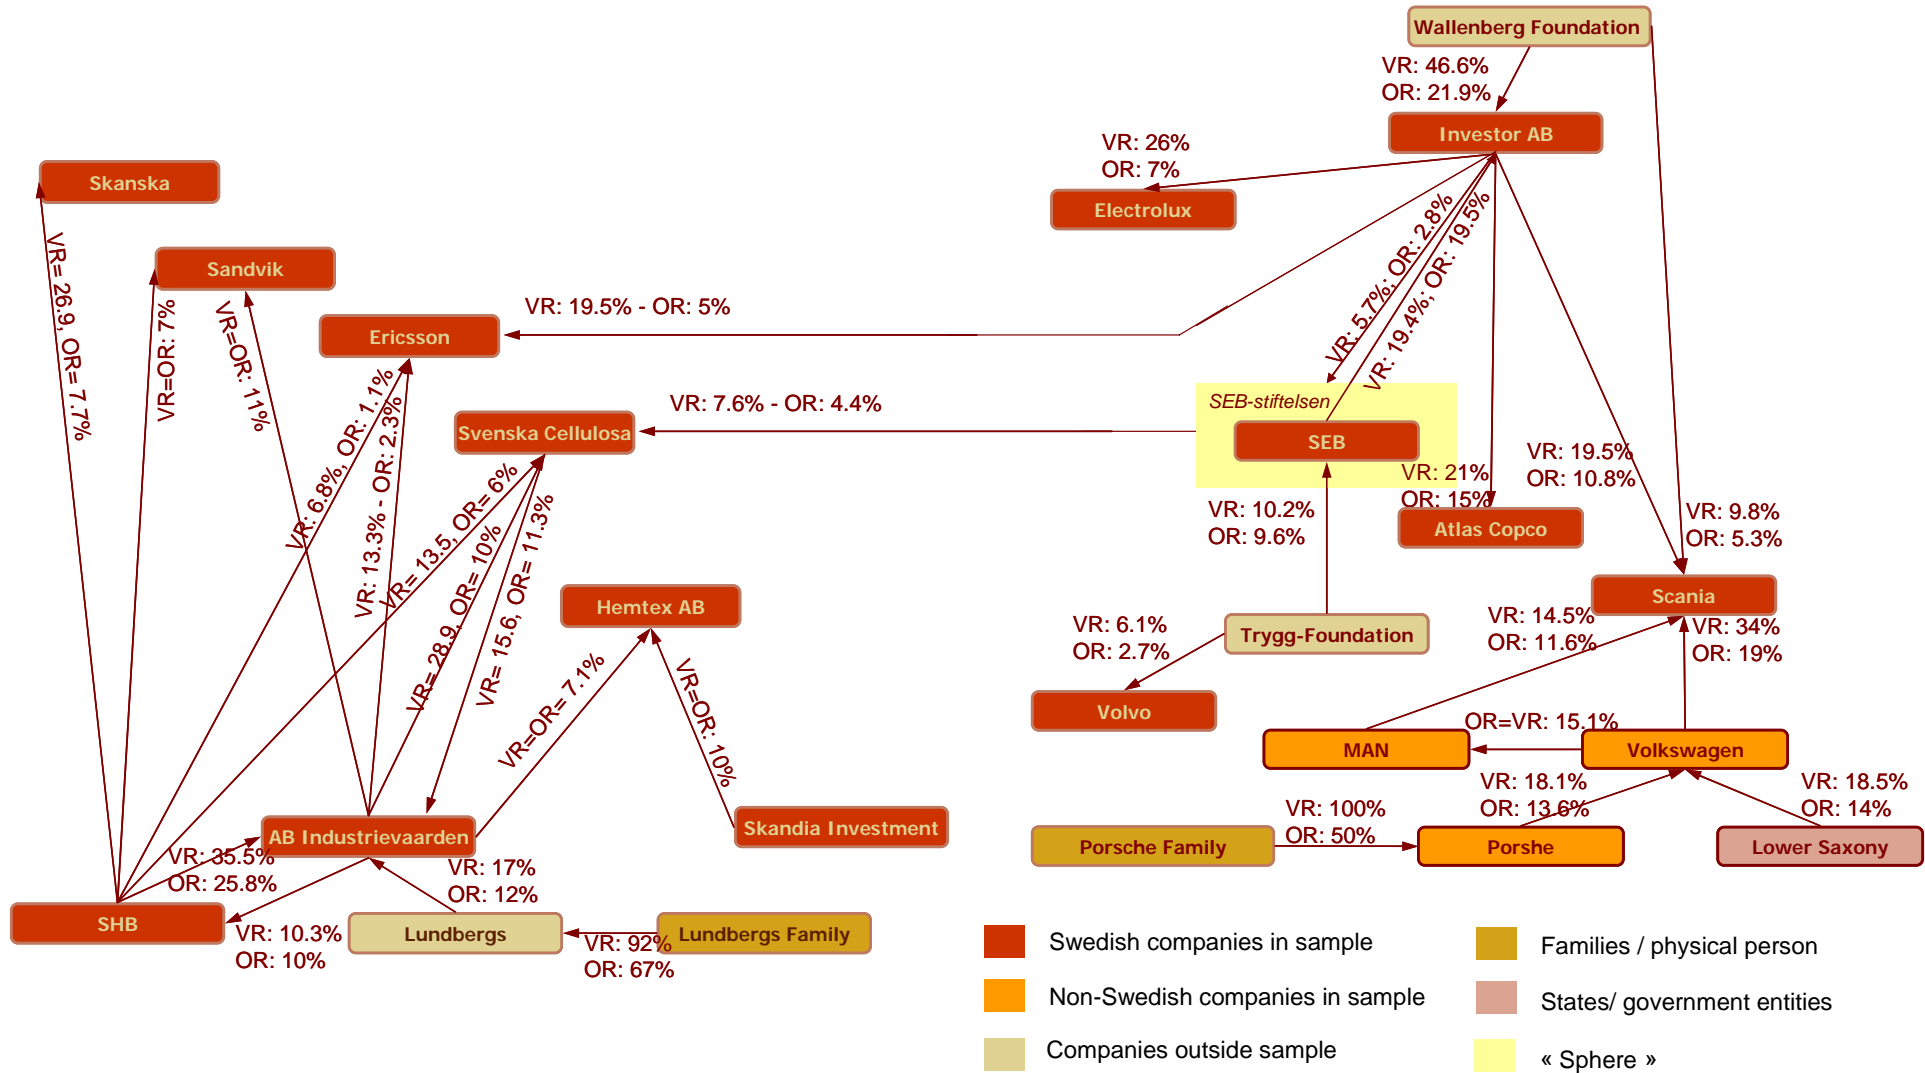 Wallenberg Foundation
VR: 46.6%
OR: 21.9%
Investor AB
VR: 26%
OR: 7%
Electrolux
Skanska
Sandvik
Ericsson
VR: 19.5% - OR: 5%
VR: 5.7%; OR: 2.8%
VR: 19.4%; OR: 19.5%
VR= 26.9, OR= 7.7%
VR=OR: 7%
VR=OR: 11%
VR: 6.8%, OR: 1.1%
VR: 13.3% - OR: 2.3%
Svenska Cellulosa
VR: 7.6% - OR: 4.4%
SEB-stiftelsen
SEB
VR: 21%
OR: 15%
Atlas Copco
VR: 19.5%
OR: 10.8%
VR: 9.8%
OR: 5.3%
VR: 10.2%
OR: 9.6%
VR= 13.5, OR= 6%
VR= 28.9, OR= 10%
VR= 15.6, OR= 11.3%
Hemtex AB
VR=OR= 7.1%
VR=OR: 10%
Scania
Trygg-Foundation
VR: 6.1%
OR: 2.7%
Volvo
VR: 14.5%
OR: 11.6%
VR: 34%
OR: 19%
MAN
OR=VR: 15.1%
Volkswagen
VR: 18.1%
OR: 13.6%
VR: 18.5%
OR: 14%
Porsche Family
VR: 100%
OR: 50%
Porshe
Lower Saxony
AB Industrievaarden
Skandia Investment
VR: 35.5%
OR: 25.8%
VR: 17%
OR: 12%
SHB
VR: 10.3%
OR: 10%
Lundbergs
VR: 92%
OR: 67%
Lundbergs Family
Swedish companies in sample
Non-Swedish companies in sample
Companies outside sample
Families / physical person
States/ government entities
« Sphere »